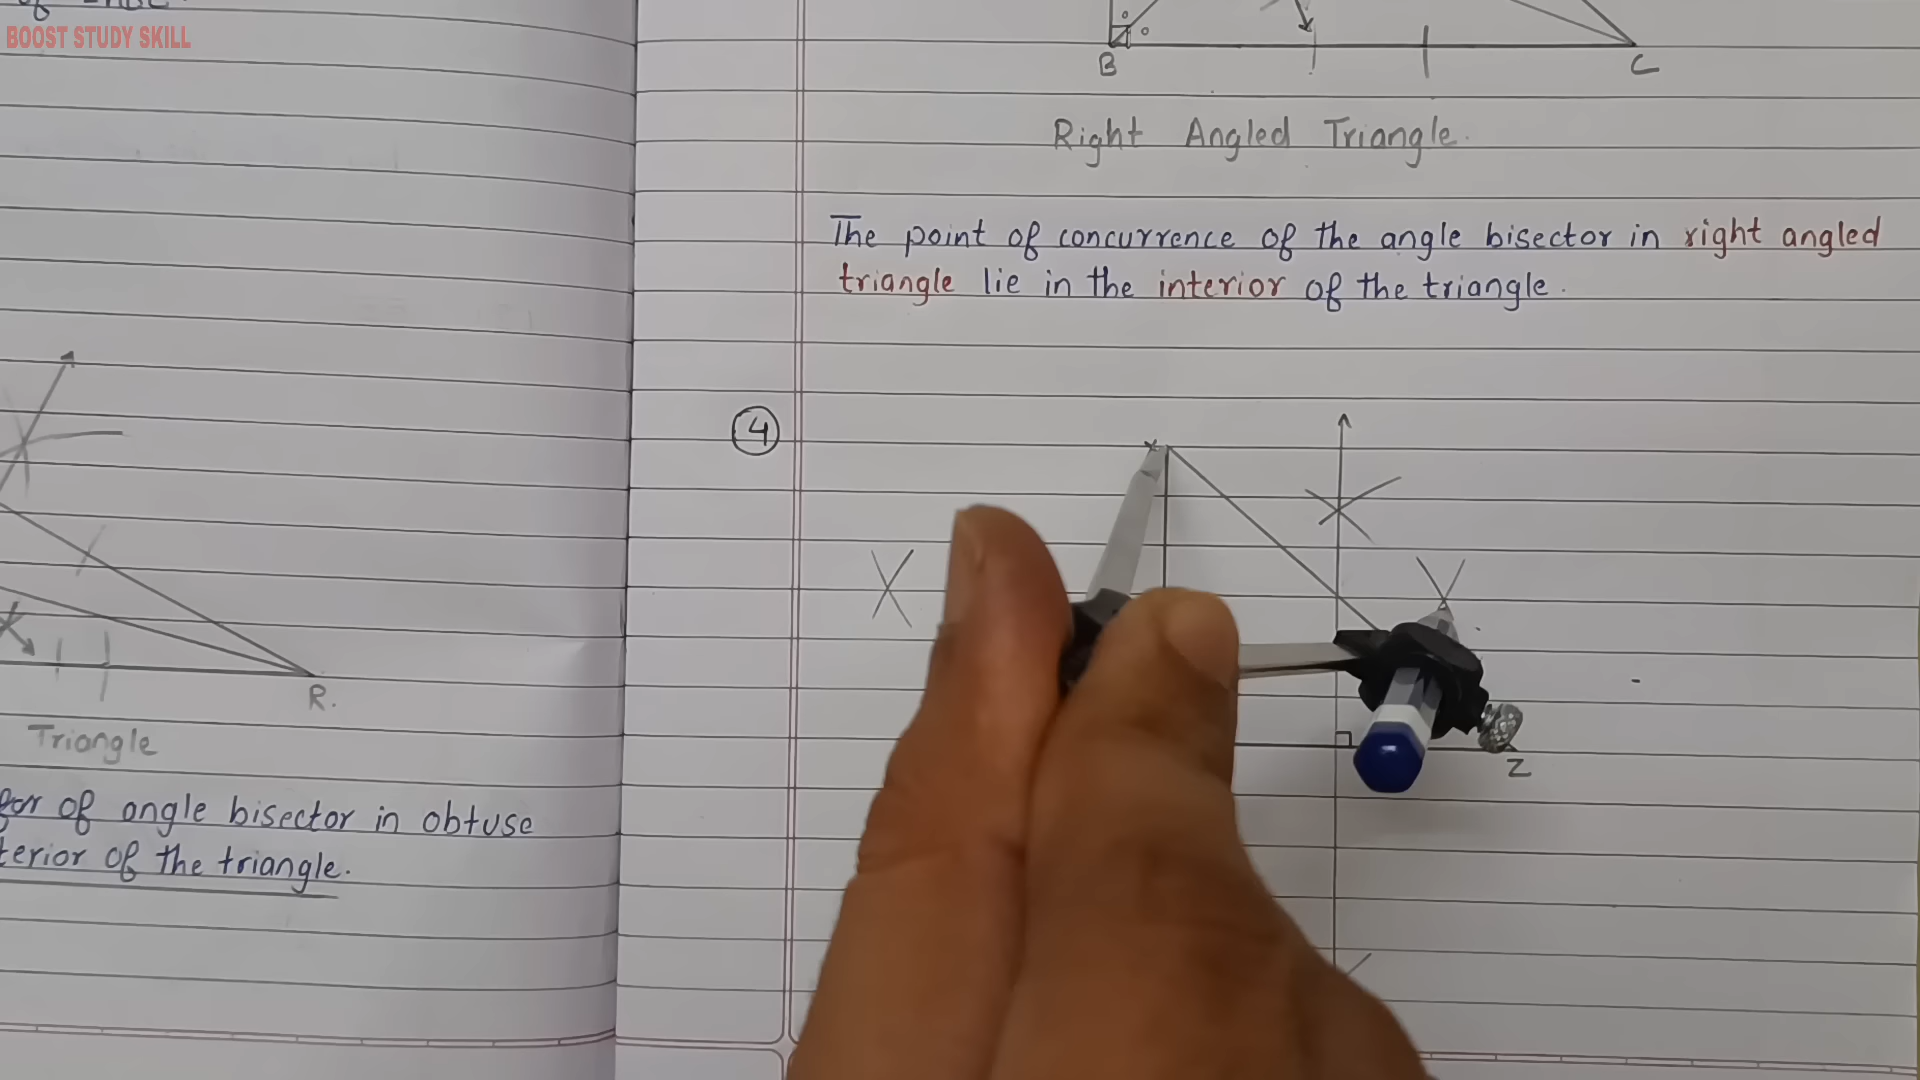 BOOST STUDY SKILL
R.
Triangle
of angle bisector in obtuse
of the triangle.
B
C
Right Angled Triangle.
The point of concurrence of the angle bisector in right angled
triangle lie in the interior of the triangle.
4
X
Z